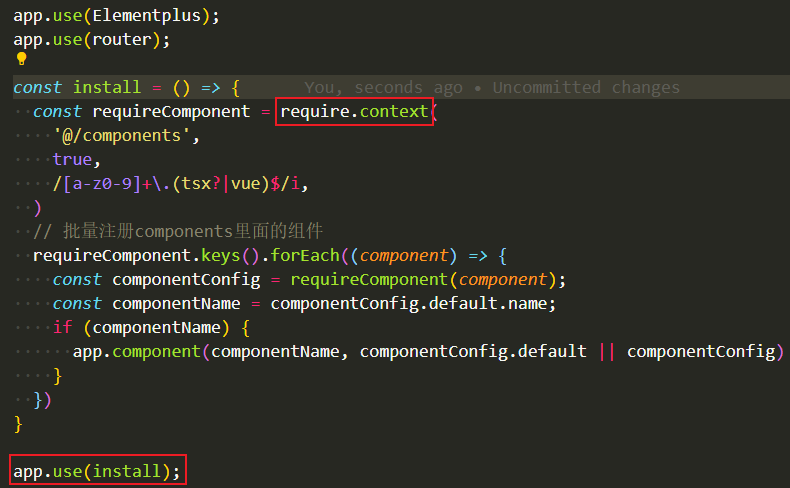 app.use(Elementplus);
app.use(router);
const install = () => { You, seconds ago • Uncommitted changes
const requireComponent = require.context(
'@/components',
true,
/[a-z0-9]+\.(tsx?|vue)$/i,
)
// 批量注册components里面的组件
requireComponent.keys().forEach((component) => {
const componentConfig = requireComponent(component);
const componentName = componentConfig.default.name;
if (componentName) {
app.component(componentName, componentConfig.default || componentConfig)
}
})
}
app.use(install);